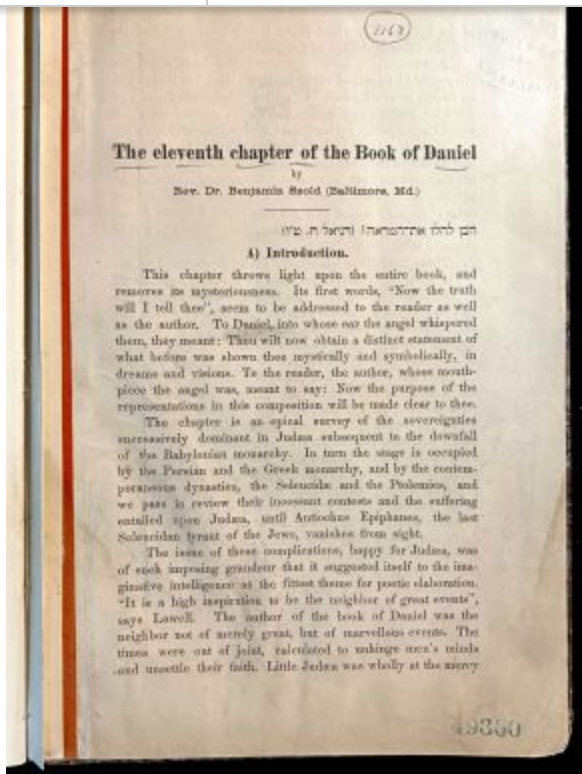 1163
The eleventh chapter of the Book of Daniel
by
Rev. Dr. Benjamin Szold (Baltimore, Md.)
A) Introduction.
This chapter throws light upon the entire book, and
removes its mysteriousness. Its first words, "Now the truth
will I tell thee", seem to be addressed to the reader as well
as the author. To Daniel, into whose ear the angel whispered
them, they meant: Thou wilt now obtain a distinct statement of
what before was shown thee mystically and symbolically, in
dreams and visions. To the reader, the author, whose mouth-
piece the angel was, meant to say: Now the purpose of the
representations in this composition will be made clear to thee.
The chapter is an epical survey of the sovereignties
successively dominant in Judæa subsequent to the downfall
of the Babylonian monarchy. In turn the stage is occupied
by the Persian and the Greek monarchy, and by the contem-
poraneous dynasties, the Seleucidæ and the Ptolemies, and
we pass in review their incessant contests and the suffering
entailed upon Judæa, until Antiochus Epiphanes, the last
Seleucidan tyrant of the Jews, vanishes from sight.
The issue of these complications, happy for Judæa, was
of such imposing grandeur that it suggested itself to the ima-
ginative intelligence as the fittest theme for poetic elaboration.
"It is a high inspiration to be the neighbor of great events",
says Lowell. The author of the book of Daniel was the
neighbor not of merely great, but of marvellous events. The
times were out of joint, calculated to unhinge men's minds
and unsettle their faith. Little Judæa was wholly at the mercy
49360